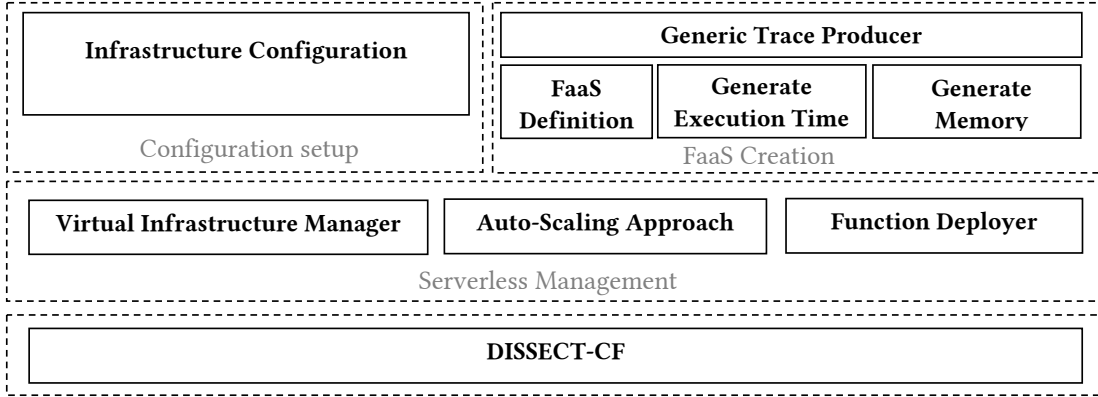 Infrastructure Configuration
Configuration setup
Generic Trace Producer
FaaS
Definition
Generate
Execution Time
Generate
Memory
FaaS Creation
Virtual Infrastructure Manager
Auto-Scaling Approach
Function Deployer
Serverless Management
DISSECT-CF